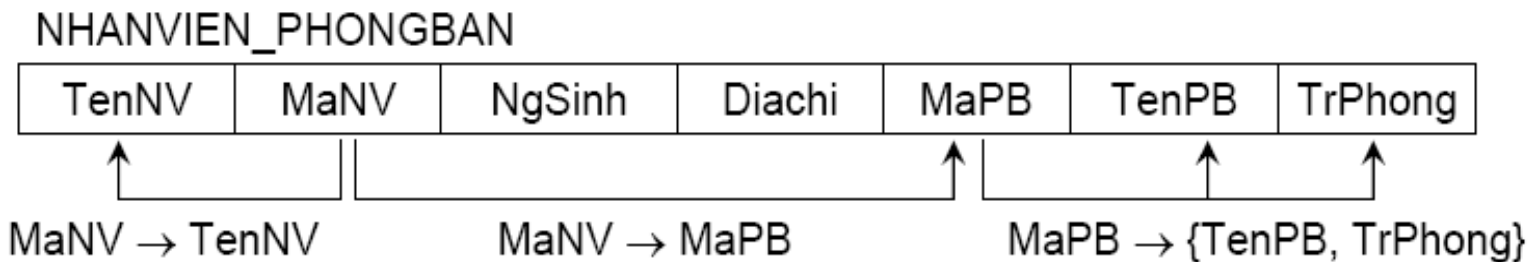 NHANVIEN_PHONGBAN
TenNV MaNV NgSinh Diachi MaPB TenPB TrPhong
MaNV → TenNV MaNV → MaPB MaPB → {TenPB, TrPhong}